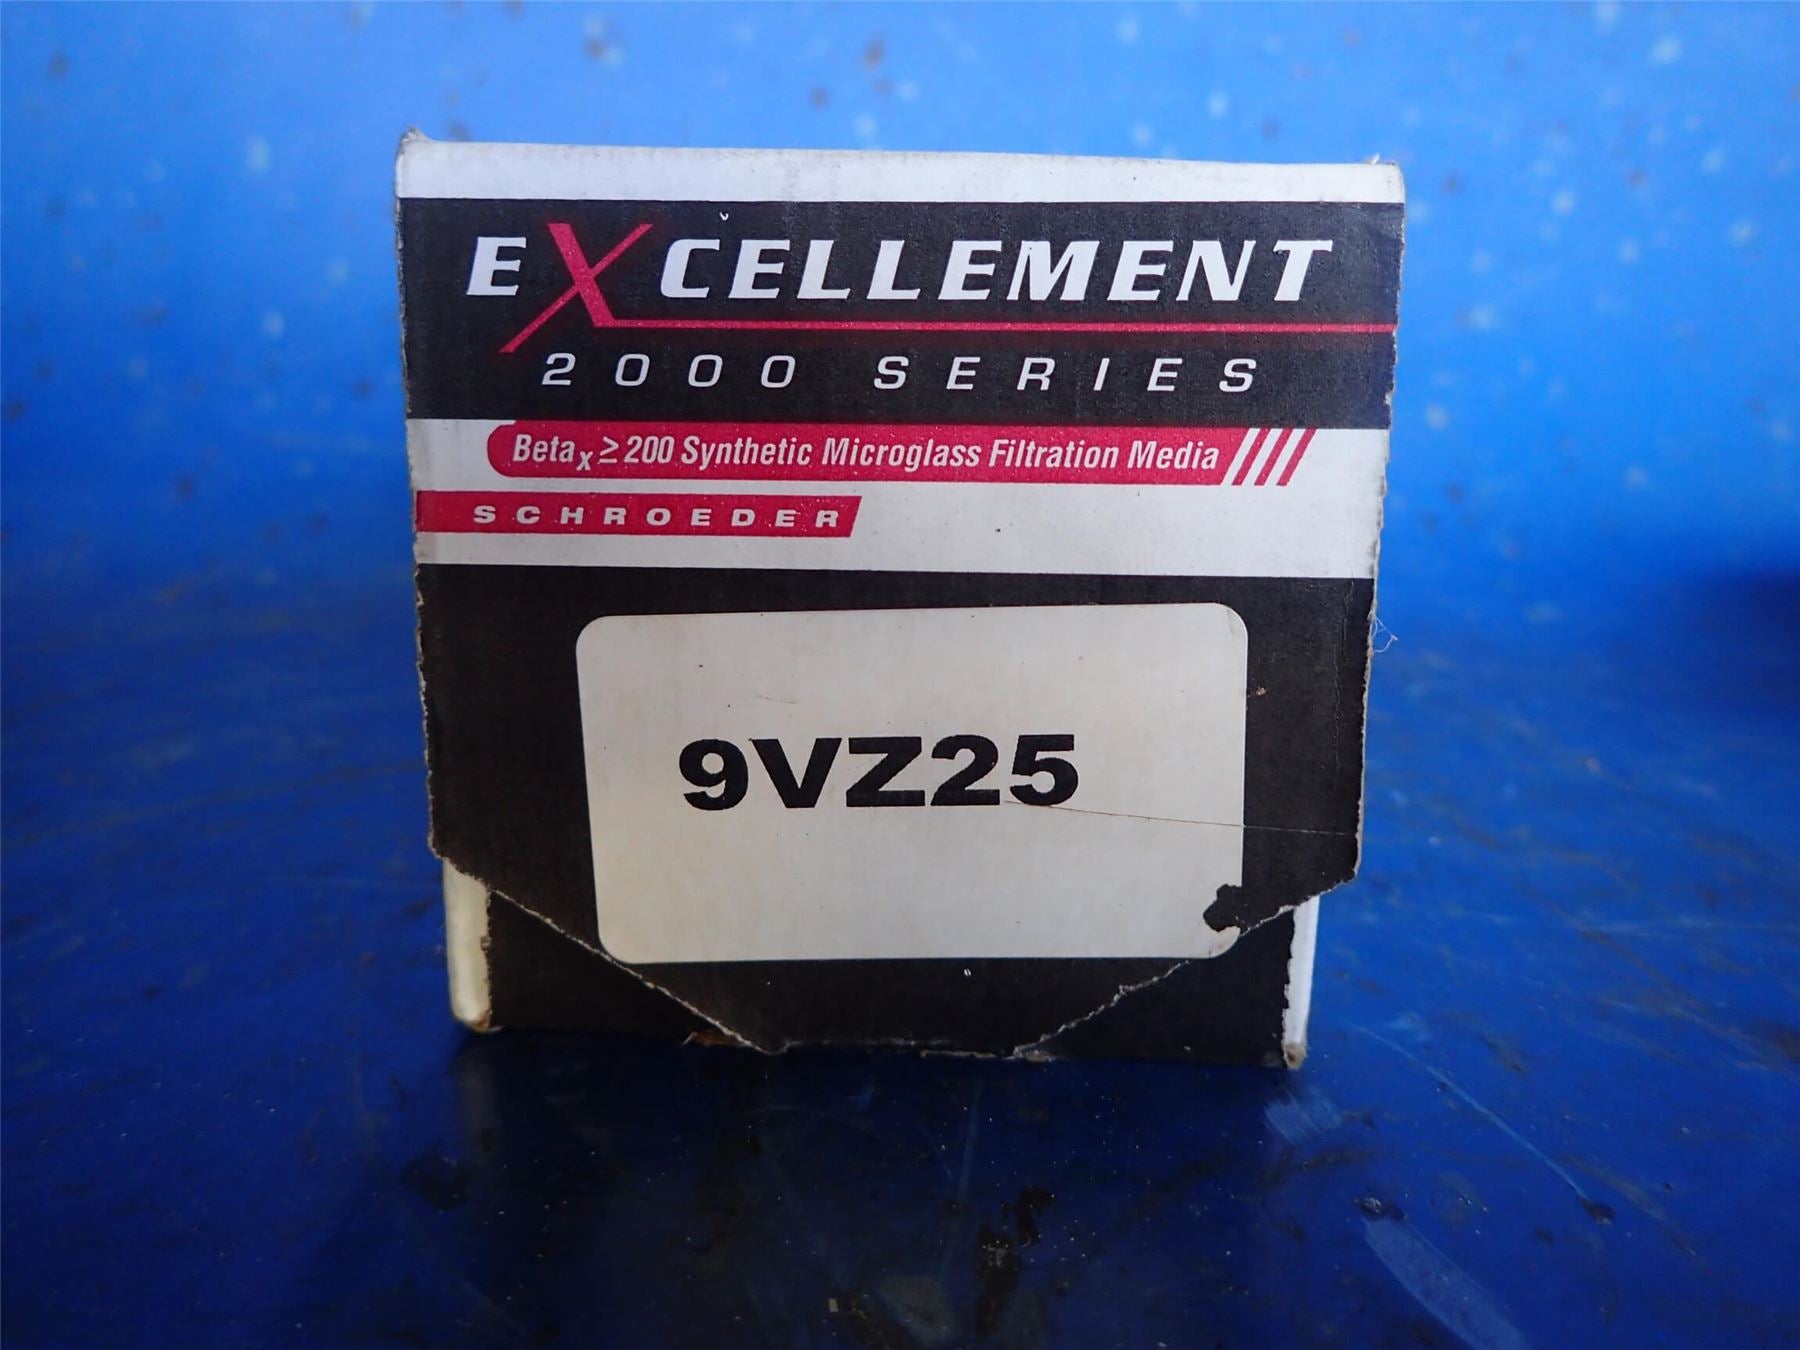 EXCELLEMENT
2000 SERIES
Betax ≥ 200 Synthetic Microglass Filtration Media
SCHROEDER
9VZ25